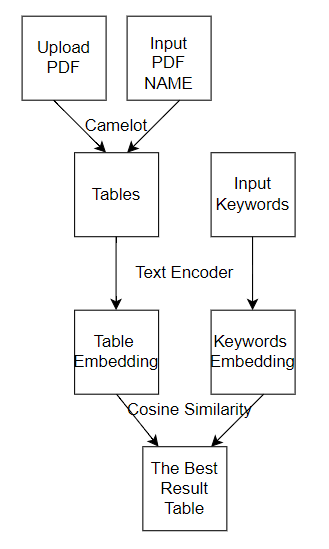 Upload
PDF
Input
PDF
NAME
Camelot
Tables
Input
Keywords
Text Encoder
Table
Embedding
Keywords
Embedding
Cosine Similarity
The Best
Result
Table